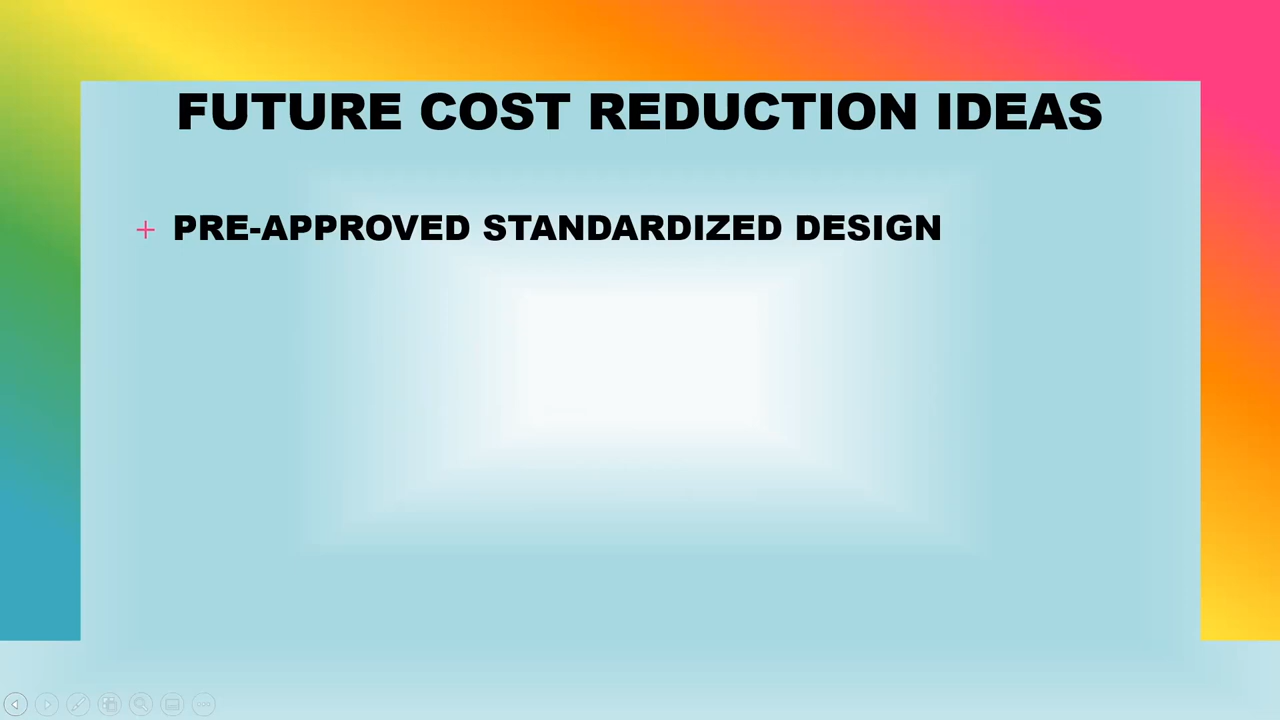 FUTURE COST REDUCTION IDEAS
+ PRE-APPROVED STANDARDIZED DESIGN